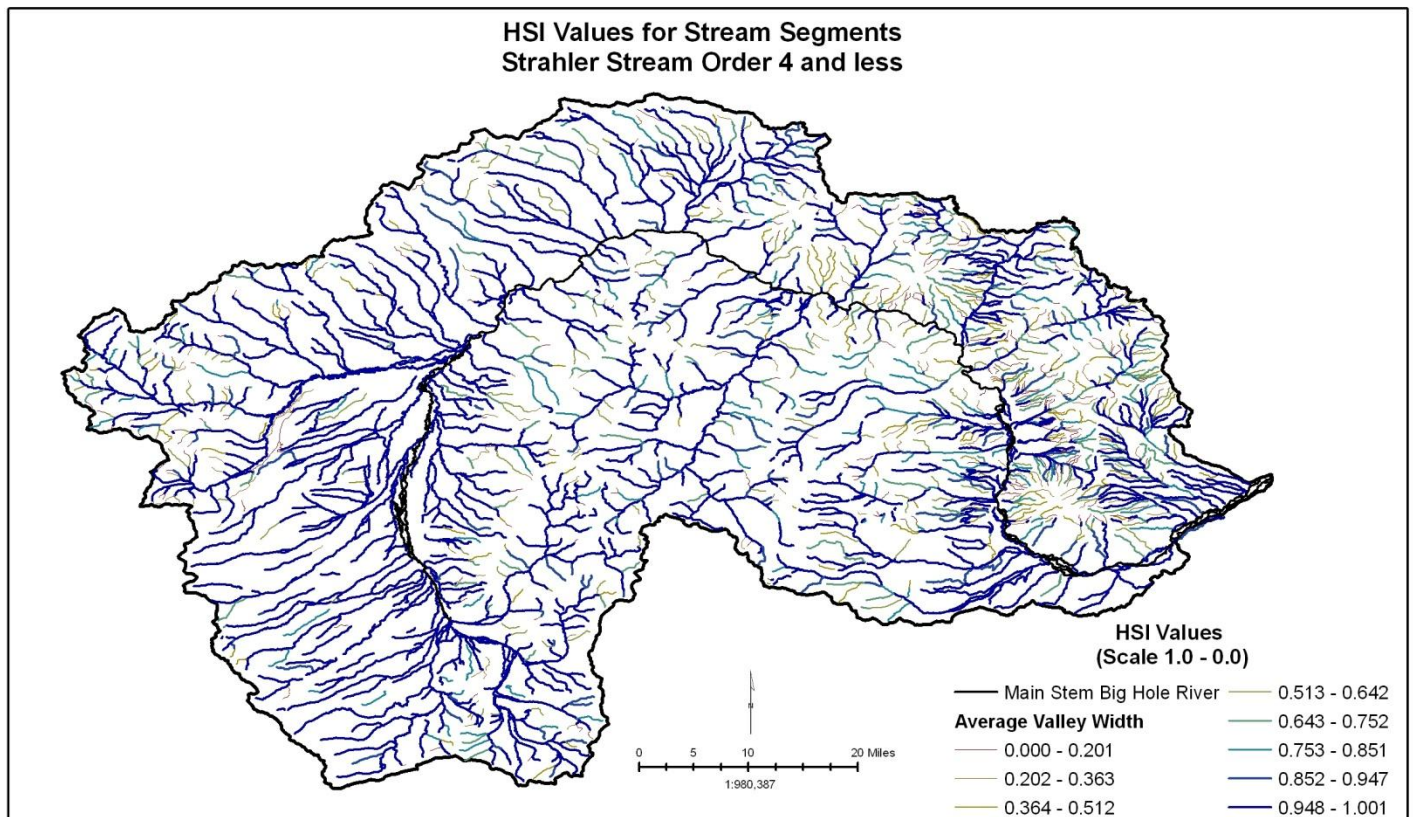 HSI Values for Stream Segments
Strahler Stream Order 4 and less
HSI Values
(Scale 1.0 - 0.0)
Main Stem Big Hole River
Average Valley Width
0.000 - 0.201
0.202 - 0.363
0.364 - 0.512
0.513 - 0.642
0.643 - 0.752
0.753 - 0.851
0.852 - 0.947
0.948 - 1.001
N
0 5 10 20 Miles
1:980,387